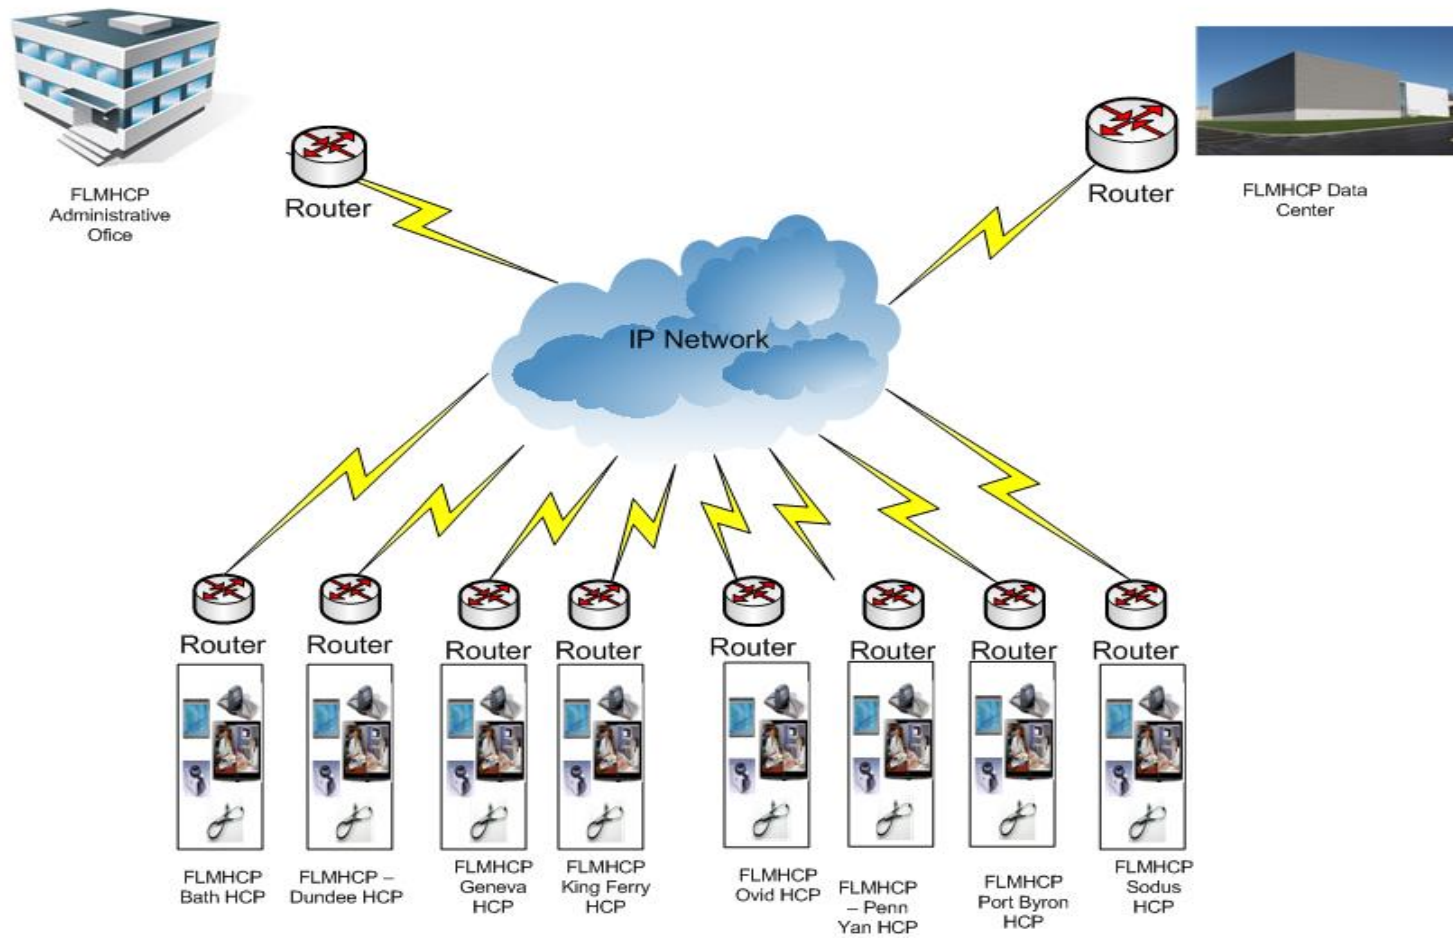 FLMHCP
Administrative
Ofice
Router
Router
FLMHCP Data
Center
IP Network
Router
Router
Router
Router
Router
Router
Router
Router
FLMHCP
Bath HCP
FLMHCP –
Dundee HCP
FLMHCP
Geneva
HCP
FLMHCP
King Ferry
HCP
FLMHCP
Ovid HCP
FLMHCP
– Penn
Yan HCP
FLMHCP
Port Byron
HCP
FLMHCP
Sodus
HCP